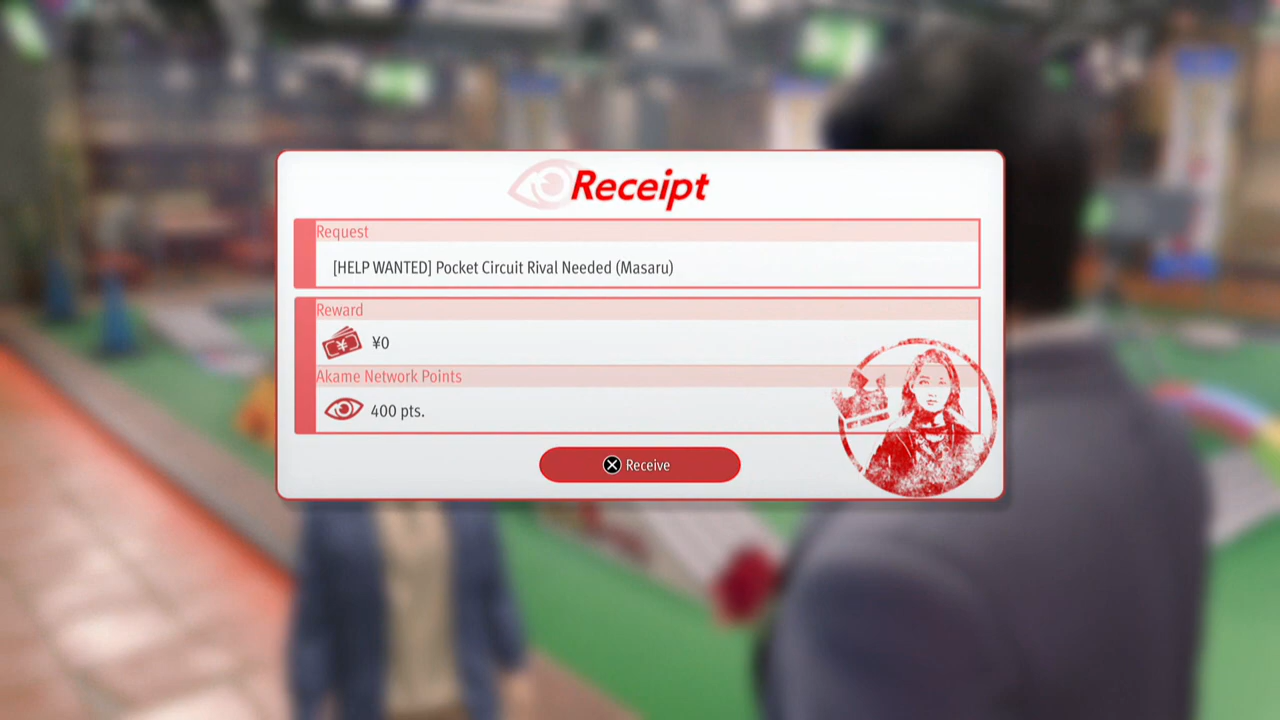 Receipt
Request
[HELP WANTED] Pocket Circuit Rival Needed (Masaru)
Reward
¥0
Akame Network Points
400 pts.
Receive